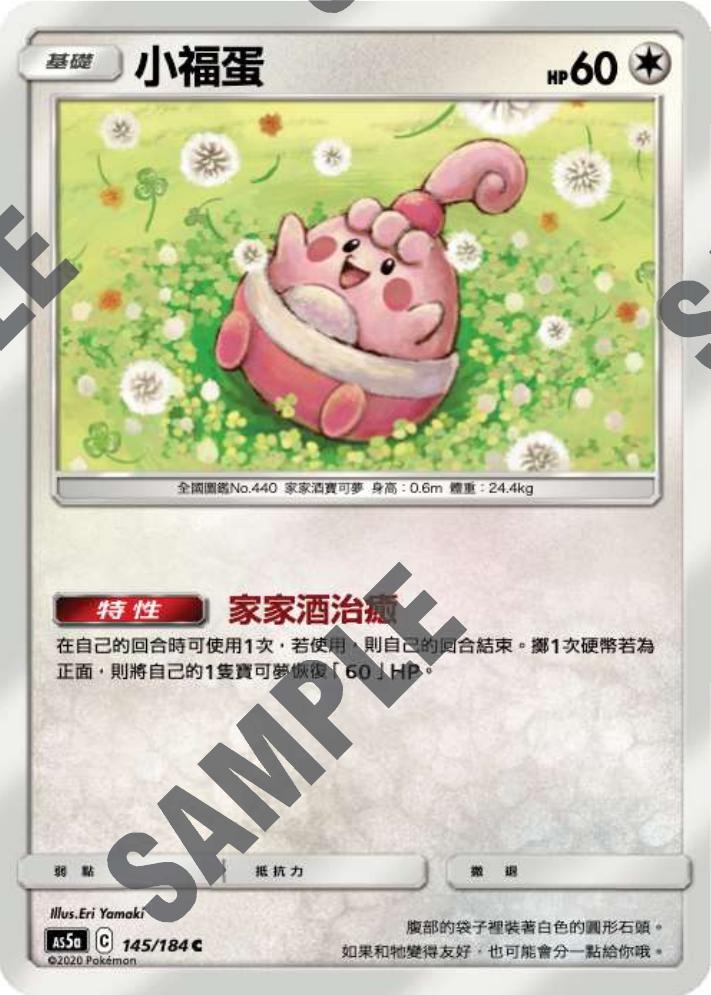 基礎 小福蛋 HP60
全國圖鑑No.440 家家酒寶可夢 身高：0.6m 體重：24.4kg
特性 家家酒治癒
在自己的回合時可使用1次，若使用，則自己的回合結束。擲1次硬幣若為
正面，則將自己的1隻寶可夢恢復「60」HP。
SAMPLE
弱點 抵抗力 撤退
Illus.Eri Yamaki
AS5a C 145/184 C
©2020 Pokémon
腹部的袋子裡裝著白色的圓形石頭。
如果和牠變得友好，也可能會分一點給你哦。